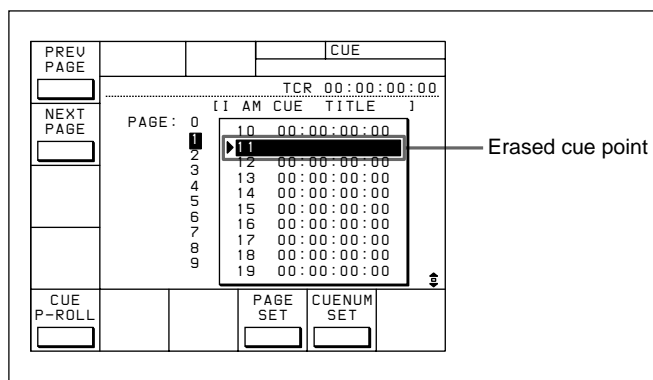 CUE
PREV PAGE
TCR 00:00:00:00
[I AM CUE TITLE ]
NEXT PAGE
PAGE: 0
1
2
3
4
5
6
7
8
9
10 00:00:00:00
11
12 00:00:00:00
13 00:00:00:00
14 00:00:00:00
15 00:00:00:00
16 00:00:00:00
17 00:00:00:00
18 00:00:00:00
19 00:00:00:00
Erased cue point
CUE P-ROLL
PAGE SET
CUENUM SET